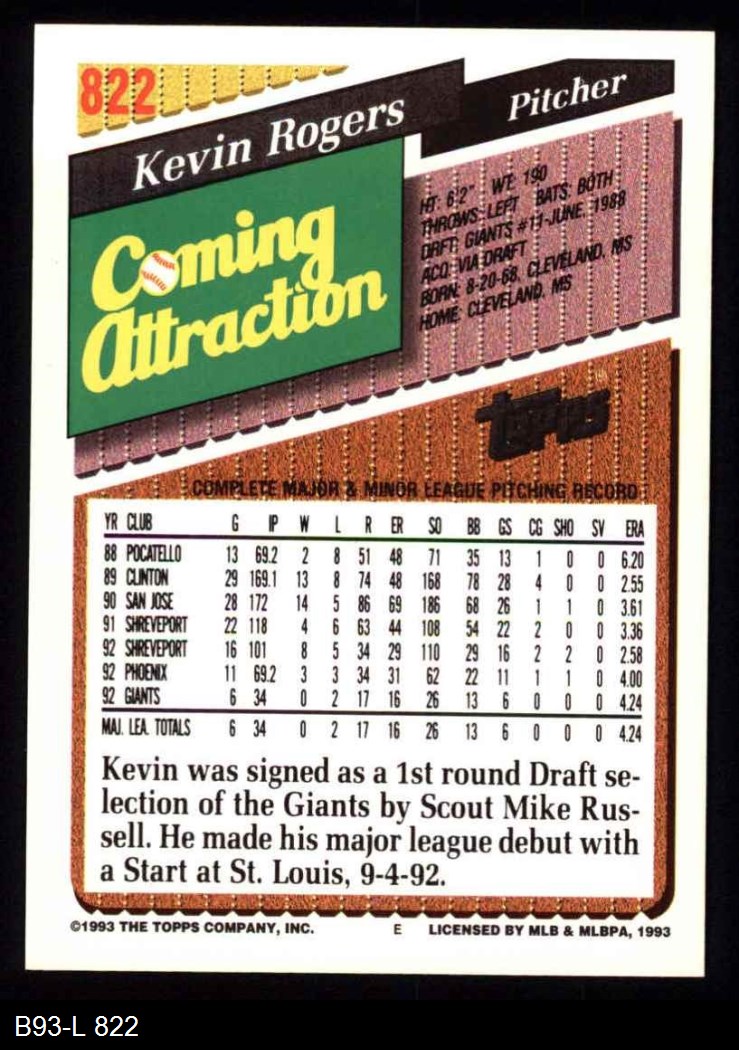 822
Kevin Rogers
Pitcher
Coming
Attraction
HT: 6'2" WT: 190
THROWS: LEFT BATS: BOTH
DRFT: GIANTS #11-JUNE, 1988
ACQ: VIA DRAFT
BORN: 8-20-68, CLEVELAND, MS
HOME: CLEVELAND, MS
TOPPS
COMPLETE MAJOR & MINOR LEAGUE PITCHING RECORD
YR CLUB G IP W L R ER SO BB GS CG SHO SV ERA
88 POCATELLO 13 69.2 2 8 51 48 71 35 13 1 0 0 6.20
89 CLINTON 29 169.1 13 8 74 48 168 78 28 4 0 0 2.55
90 SAN JOSE 28 172 14 5 86 69 186 68 26 1 1 0 3.61
91 SHREVEPORT 22 118 4 6 63 44 108 54 22 2 0 0 3.36
92 SHREVEPORT 16 101 8 5 34 29 110 29 16 2 2 0 2.58
92 PHOENIX 11 69.2 3 3 34 31 62 22 11 1 1 0 4.00
92 GIANTS 6 34 0 2 17 16 26 13 6 0 0 0 4.24
MAJ. LEA. TOTALS 6 34 0 2 17 16 26 13 6 0 0 0 4.24
Kevin was signed as a 1st round Draft se-
lection of the Giants by Scout Mike Rus-
sell. He made his major league debut with
a Start at St. Louis, 9-4-92.
©1993 THE TOPPS COMPANY, INC. E LICENSED BY MLB & MLBPA, 1993
B93-L 822